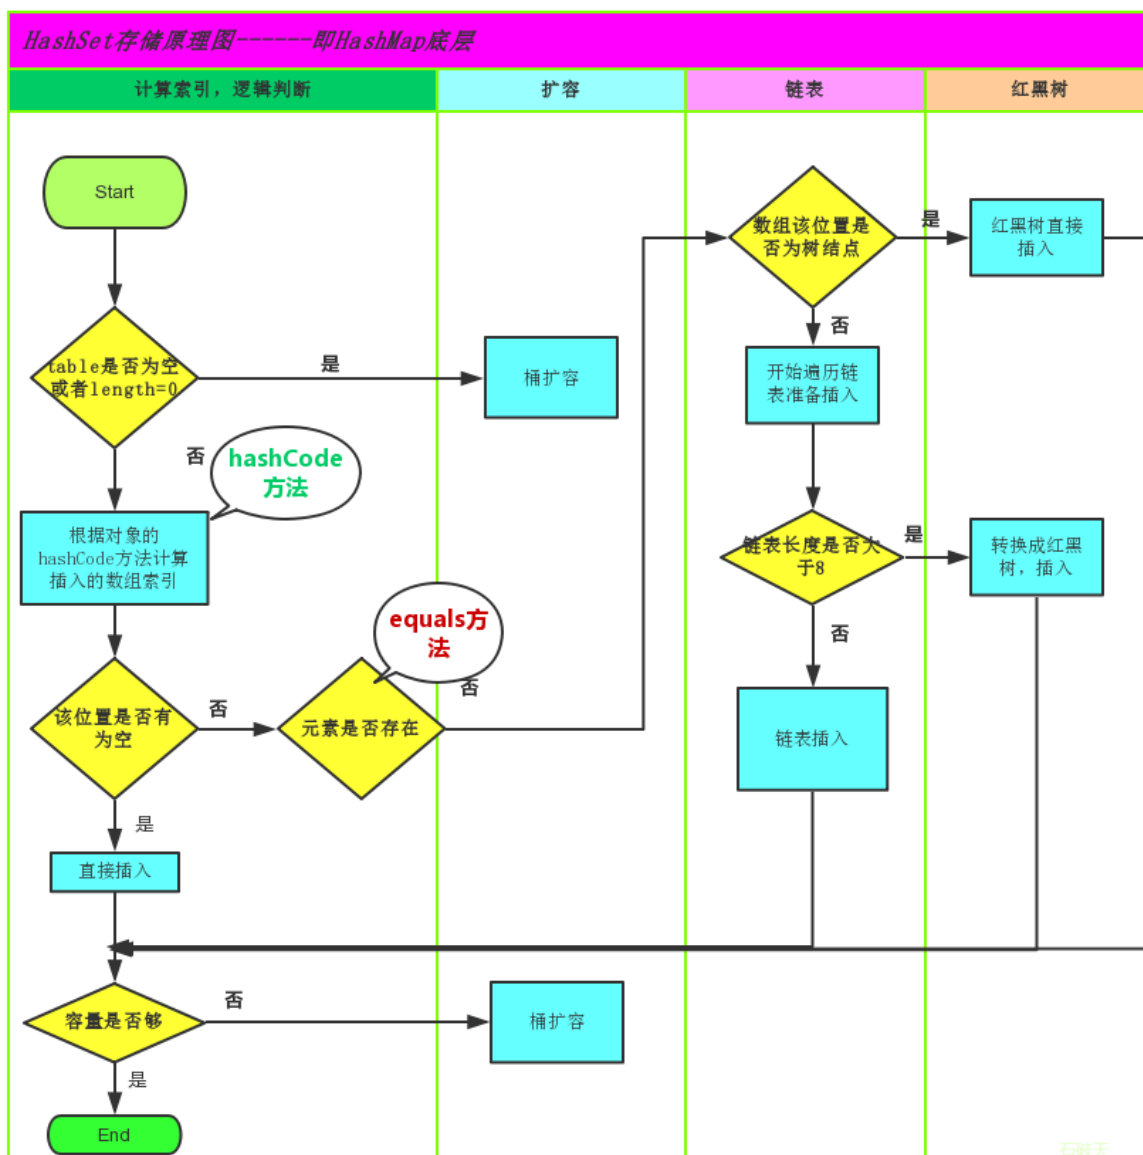 HashSet存储原理图------即HashMap底层
计算索引，逻辑判断
扩容
链表
红黑树
Start
table是否为空
或者length=0
是
桶扩容
否
hashCode
方法
根据对象的
hashCode方法计算
插入的数组索引
该位置是否有
为空
否
equals方
法
元素是否存在
否
数组该位置是
否为树结点
是
红黑树直接
插入
否
开始遍历链
表准备插入
链表长度是否大
于8
是
转换成红黑
树，插入
否
链表插入
是
直接插入
容量是否够
否
桶扩容
是
End